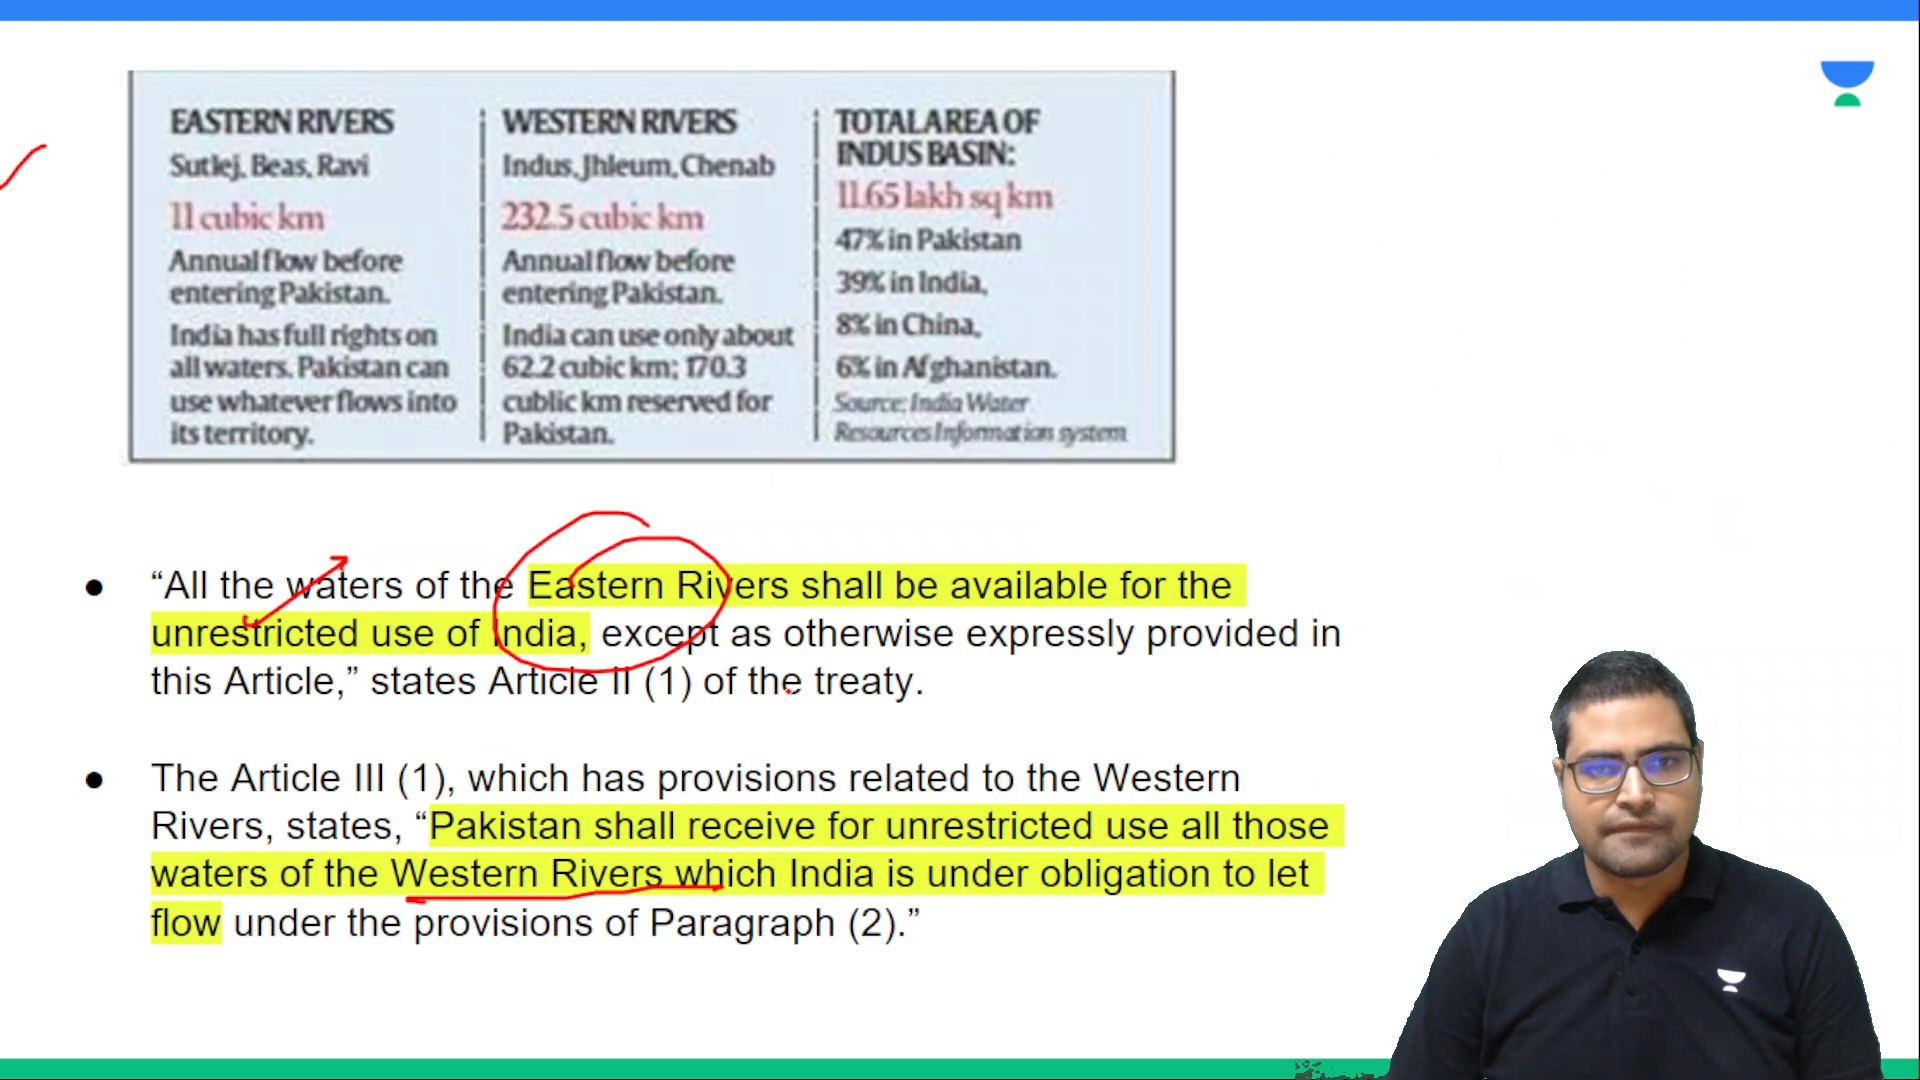 EASTERN RIVERS
Sutlej, Beas, Ravi
11 cubic km
Annual flow before
entering Pakistan.
India has full rights on
all waters. Pakistan can
use whatever flows into
its territory.
WESTERN RIVERS
Indus, Jhleum, Chenab
232.5 cubic km
Annual flow before
entering Pakistan.
India can use only about
62.2 cubic km; 170.3
cublic km reserved for
Pakistan.
TOTAL AREA OF
INDUS BASIN:
11.65 lakh sq km
47% in Pakistan
39% in India,
8% in China,
6% in Afghanistan.
Source: India Water
Resources Information system
● “All the waters of the Eastern Rivers shall be available for the
unrestricted use of India, except as otherwise expressly provided in
this Article,” states Article II (1) of the treaty.
● The Article III (1), which has provisions related to the Western
Rivers, states, “Pakistan shall receive for unrestricted use all those
waters of the Western Rivers which India is under obligation to let
flow under the provisions of Paragraph (2).”